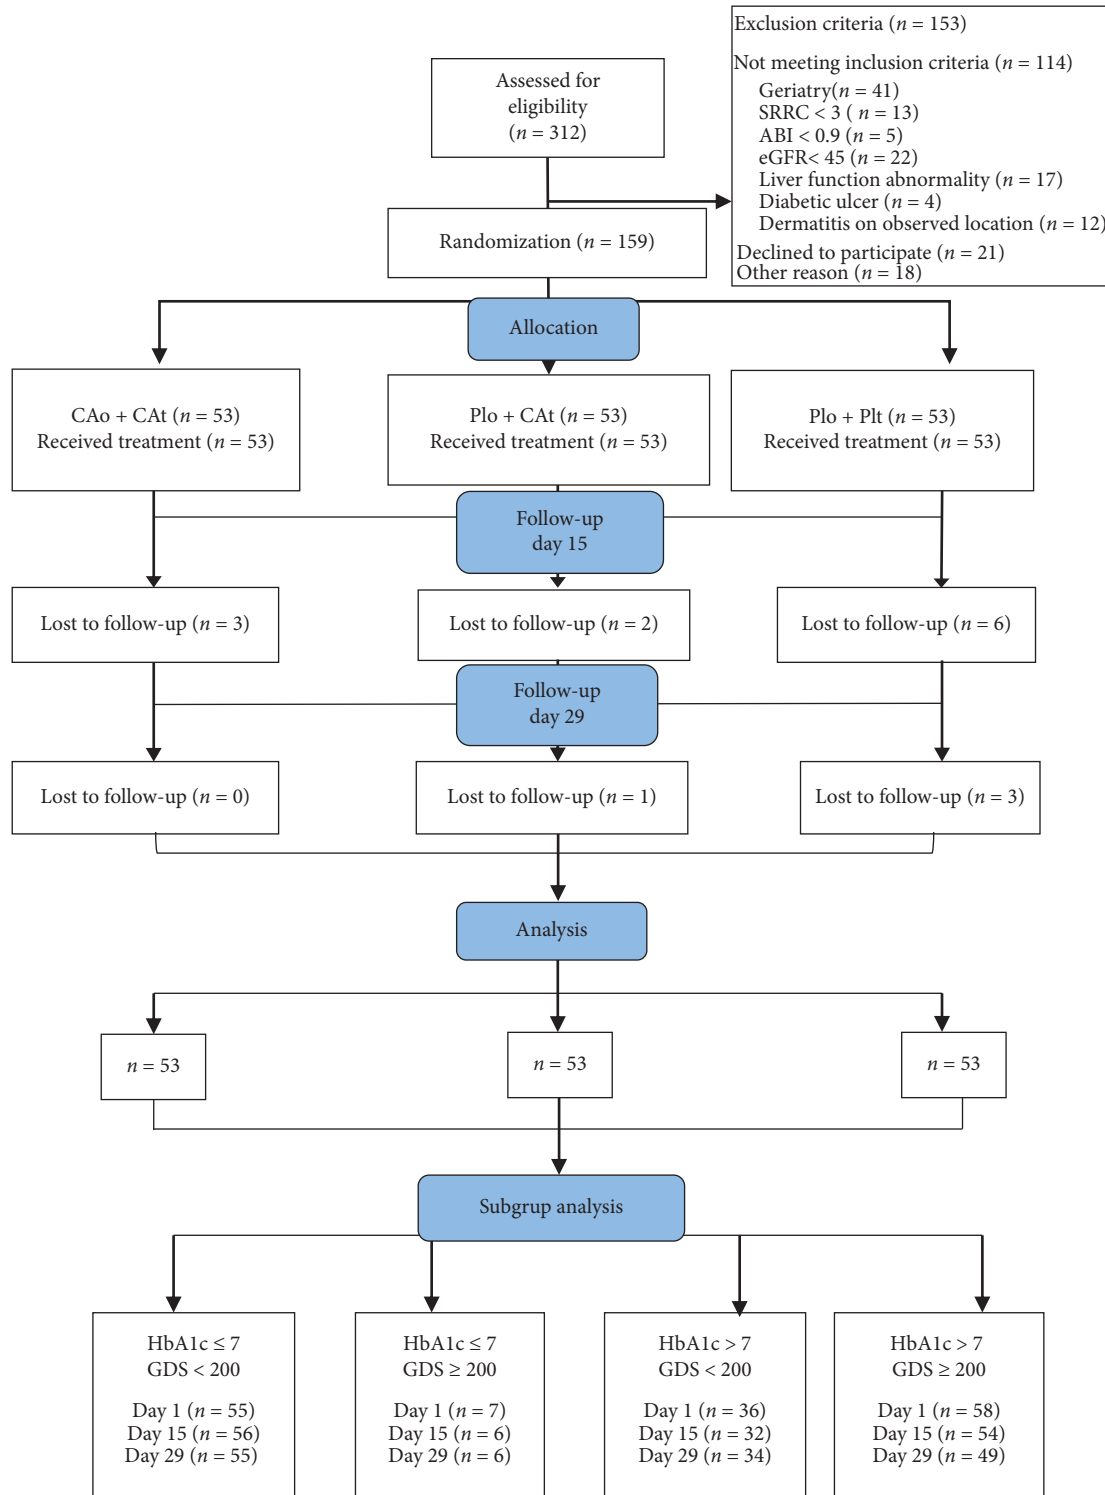 Assessed for
eligibility
(n = 312)
Exclusion criteria (n = 153)
Not meeting inclusion criteria (n = 114)
Geriatry(n = 41)
SRRC < 3 ( n = 13)
ABI < 0.9 (n = 5)
eGFR< 45 (n = 22)
Liver function abnormality (n = 17)
Diabetic ulcer (n = 4)
Dermatitis on observed location (n = 12)
Declined to participate (n = 21)
Other reason (n = 18)
Randomization (n = 159)
Allocation
CAo + CAt (n = 53)
Received treatment (n = 53)
Plo + CAt (n = 53)
Received treatment (n = 53)
Plo + Plt (n = 53)
Received treatment (n = 53)
Follow-up
day 15
Lost to follow-up (n = 3)
Lost to follow-up (n = 2)
Lost to follow-up (n = 6)
Follow-up
day 29
Lost to follow-up (n = 0)
Lost to follow-up (n = 1)
Lost to follow-up (n = 3)
Analysis
n = 53
n = 53
n = 53
Subgrup analysis
HbA1c ≤ 7
GDS < 200
Day 1 (n = 55)
Day 15 (n = 56)
Day 29 (n = 55)
HbA1c ≤ 7
GDS ≥ 200
Day 1 (n = 7)
Day 15 (n = 6)
Day 29 (n = 6)
HbA1c > 7
GDS < 200
Day 1 (n = 36)
Day 15 (n = 32)
Day 29 (n = 34)
HbA1c > 7
GDS ≥ 200
Day 1 (n = 58)
Day 15 (n = 54)
Day 29 (n = 49)